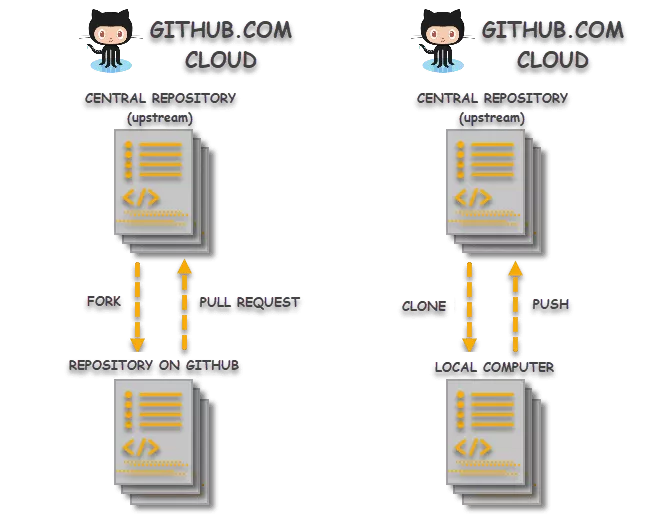 GITHUB.COM
CLOUD
CENTRAL REPOSITORY
(upstream)
</>
FORK
PULL REQUEST
REPOSITORY ON GITHUB
</>
GITHUB.COM
CLOUD
CENTRAL REPOSITORY
(upstream)
</>
CLONE
PUSH
LOCAL COMPUTER
</>